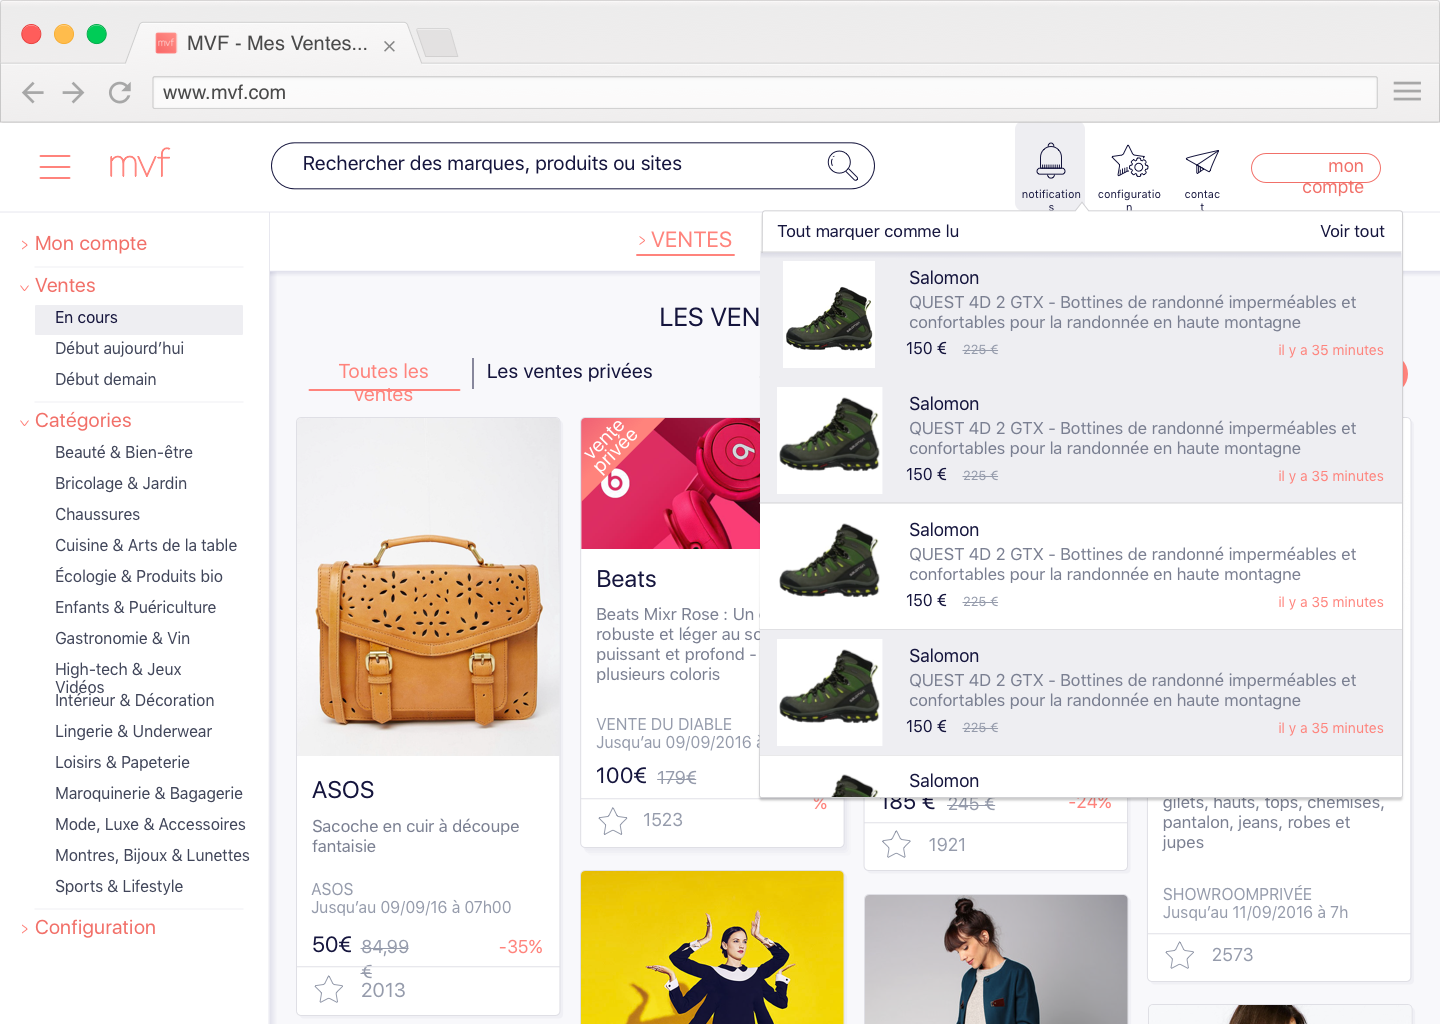 mvf
MVF - Mes Ventes...
www.mvf.com
mvf
Rechercher des marques, produits ou sites
notification
s
configuratio
n
contac
t
mon
compte
Mon compte
Ventes
En cours
Début aujourd’hui
Début demain
Catégories
Beauté & Bien-être
Bricolage & Jardin
Chaussures
Cuisine & Arts de la table
Écologie & Produits bio
Enfants & Puériculture
Gastronomie & Vin
High-tech & Jeux
Vidéos
Intérieur & Décoration
Lingerie & Underwear
Loisirs & Papeterie
Maroquinerie & Bagagerie
Mode, Luxe & Accessoires
Montres, Bijoux & Lunettes
Sports & Lifestyle
Configuration
> VENTES
LES VEN
Toutes les
ventes
Les ventes privées
Tout marquer comme lu
Voir tout
Salomon
QUEST 4D 2 GTX - Bottines de randonné imperméables et
confortables pour la randonnée en haute montagne
150 € 225 €
il y a 35 minutes
Salomon
QUEST 4D 2 GTX - Bottines de randonné imperméables et
confortables pour la randonnée en haute montagne
150 € 225 €
il y a 35 minutes
Salomon
QUEST 4D 2 GTX - Bottines de randonné imperméables et
confortables pour la randonnée en haute montagne
150 € 225 €
il y a 35 minutes
Salomon
QUEST 4D 2 GTX - Bottines de randonné imperméables et
confortables pour la randonnée en haute montagne
150 € 225 €
il y a 35 minutes
Salomon
ASOS
Sacoche en cuir à découpe
fantaisie
ASOS
Jusqu’au 09/09/16 à 07h00
50€ 84,99
€
-35%
2013
vente
privée
Beats
Beats Mixr Rose : Un
robuste et léger au
puissant et profond -
plusieurs coloris
VENTE DU DIABLE
Jusqu’au 09/09/2016 à
100€ 179€
%
1523
185 € 245 €
-24%
1921
gilets, hauts, tops, chemises,
pantalon, jeans, robes et
jupes
SHOWROOMPRIVÉE
Jusqu’au 11/09/2016 à 7h
2573